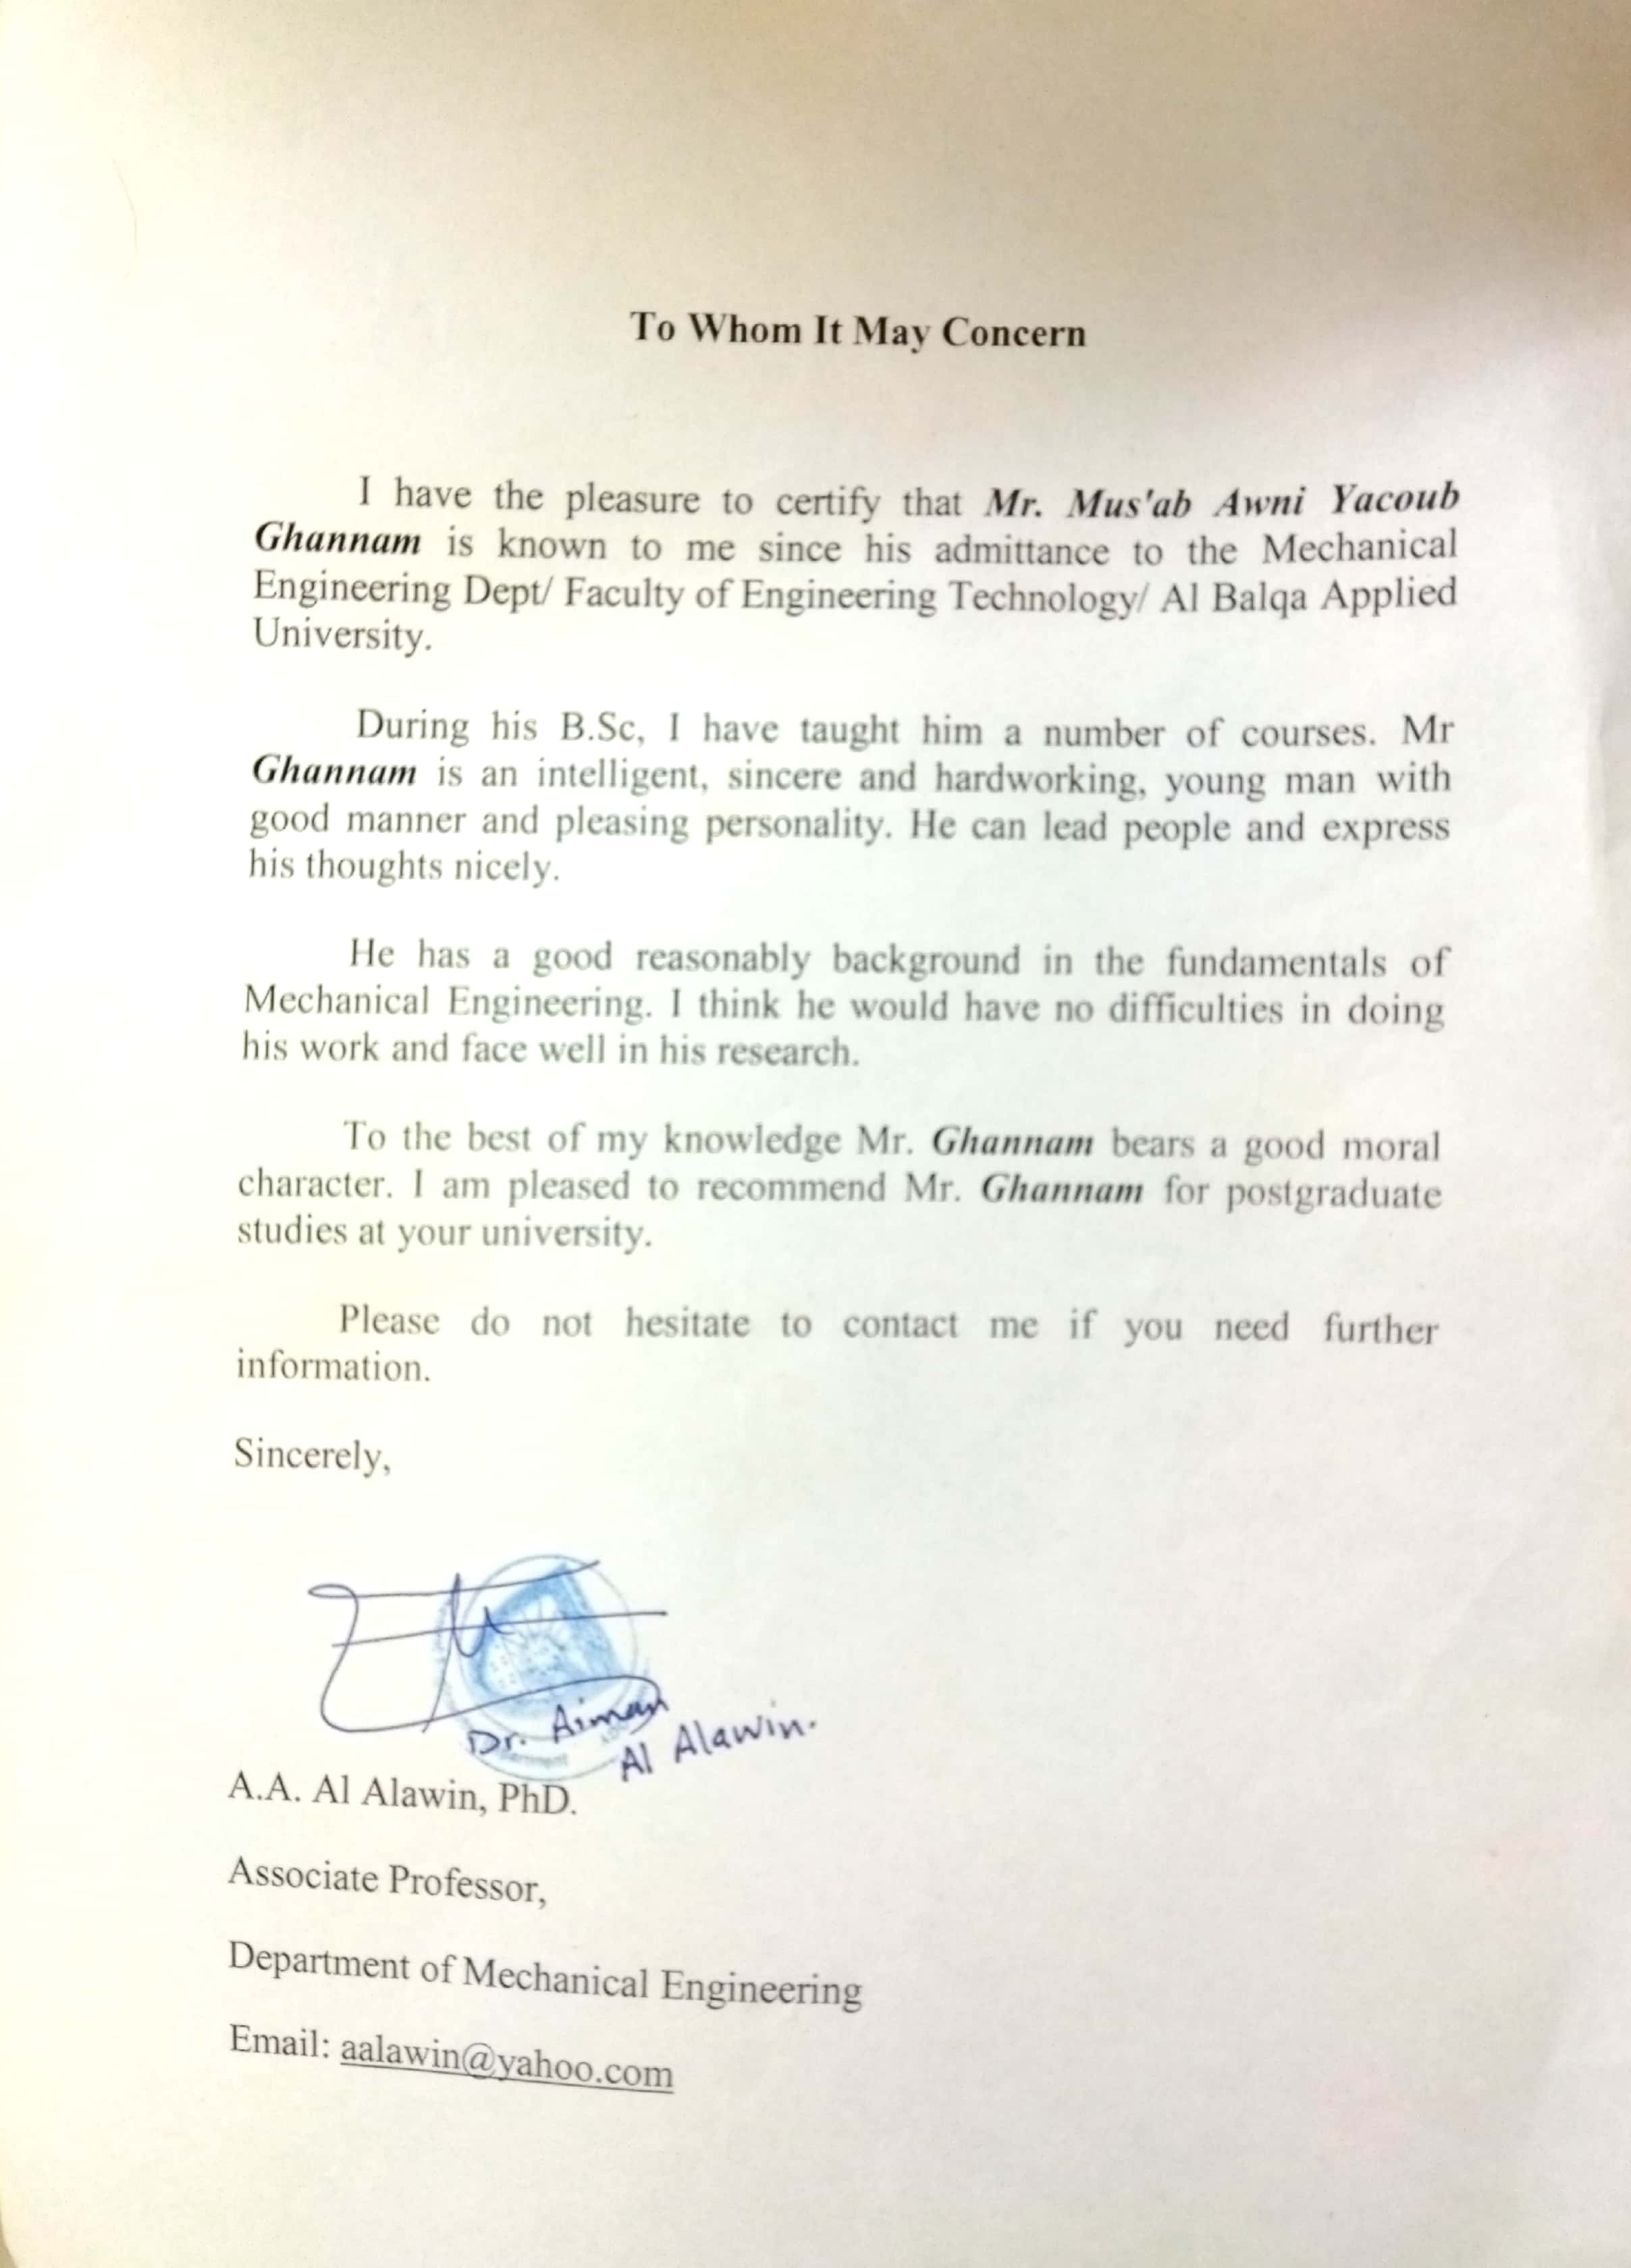 To Whom It May Concern
I have the pleasure to certify that Mr. Mus'ab Awni Yacoub
Ghannam is known to me since his admittance to the Mechanical
Engineering Dept/ Faculty of Engineering Technology/ Al Balqa Applied
University.
During his B.Sc, I have taught him a number of courses. Mr
Ghannam is an intelligent, sincere and hardworking, young man with
good manner and pleasing personality. He can lead people and express
his thoughts nicely.
He has a good reasonably background in the fundamentals of
Mechanical Engineering. I think he would have no difficulties in doing
his work and face well in his research.
To the best of my knowledge Mr. Ghannam bears a good moral
character. I am pleased to recommend Mr. Ghannam for postgraduate
studies at your university.
Please do not hesitate to contact me if you need further
information.
Sincerely,
Dr. Aiman
Al Alawin.
A.A. Al Alawin, PhD.
Associate Professor,
Department of Mechanical Engineering
Email: aalawin@yahoo.com